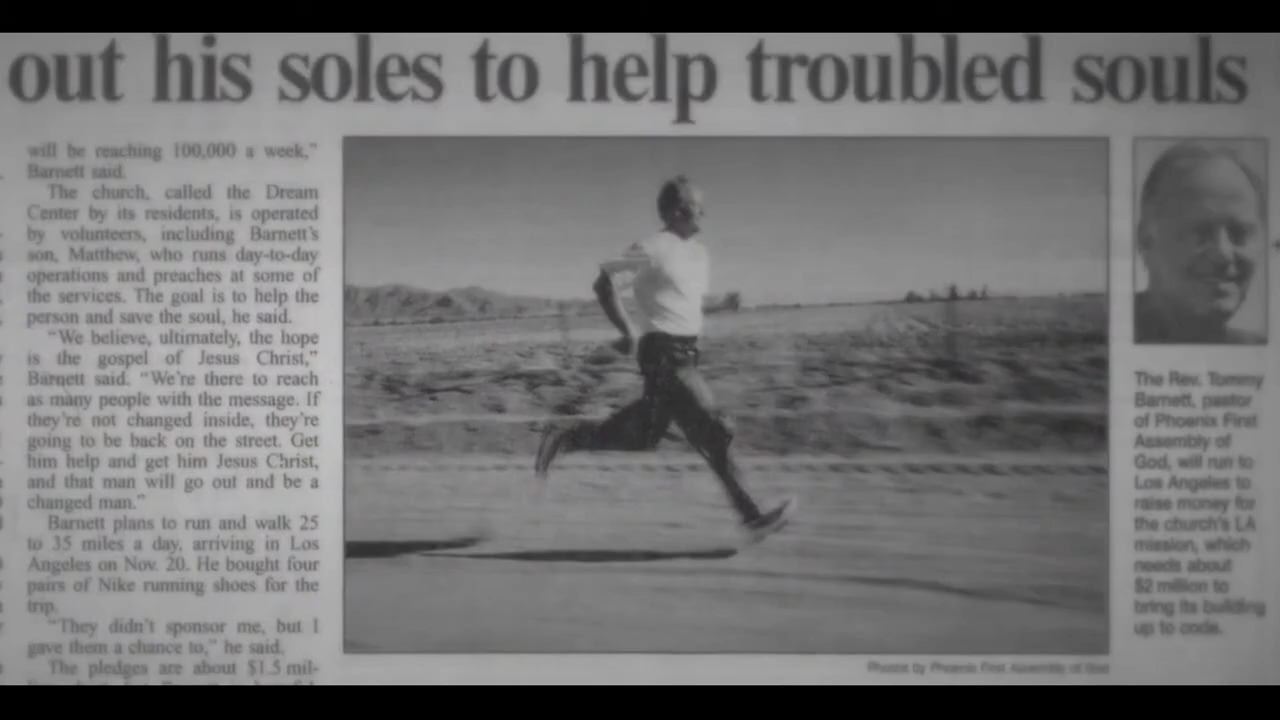 out his soles to help troubled souls
will be reaching 100,000 a week,"
Barnett said.
The church, called the Dream
Center by its residents, is operated
by volunteers, including Barnett's
son, Matthew, who runs day-to-day
operations and preaches at some of
the services. The goal is to help the
person and save the soul, he said.
"We believe, ultimately, the hope
is the gospel of Jesus Christ,"
Barnett said. "We're there to reach
as many people with the message. If
they're not changed inside, they're
going to be back on the street. Get
him help and get him Jesus Christ,
and that man will go out and be a
changed man."
Barnett plans to run and walk 25
to 35 miles a day, arriving in Los
Angeles on Nov. 20. He bought four
pairs of Nike running shoes for the
trip.
"They didn't sponsor me, but I
gave them a chance to," he said.
The pledges are about $1.5 mil-
Photos by Phoenix First Assembly of God
The Rev. Tommy
Barnett, pastor
of Phoenix First
Assembly of
God, will run to
Los Angeles to
raise money for
the church's LA
mission, which
needs about
$2 million to
bring its building
up to code.